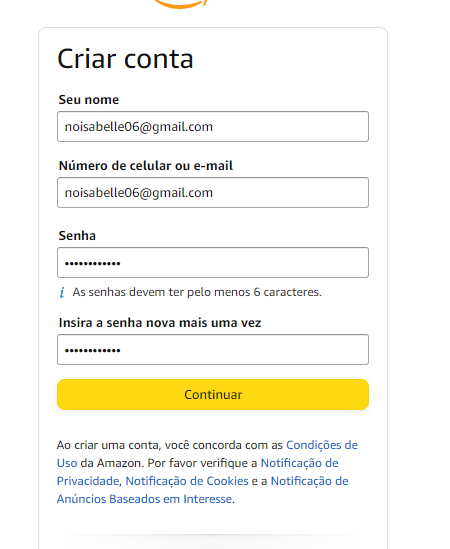 Criar conta
Seu nome
noisabelle06@gmail.com
Número de celular ou e-mail
noisabelle06@gmail.com
Senha
••••••••••••
i As senhas devem ter pelo menos 6 caracteres.
Insira a senha nova mais uma vez
••••••••••••
Continuar
Ao criar uma conta, você concorda com as Condições de
Uso da Amazon. Por favor verifique a Notificação de
Privacidade, Notificação de Cookies e a Notificação de
Anúncios Baseados em Interesse.